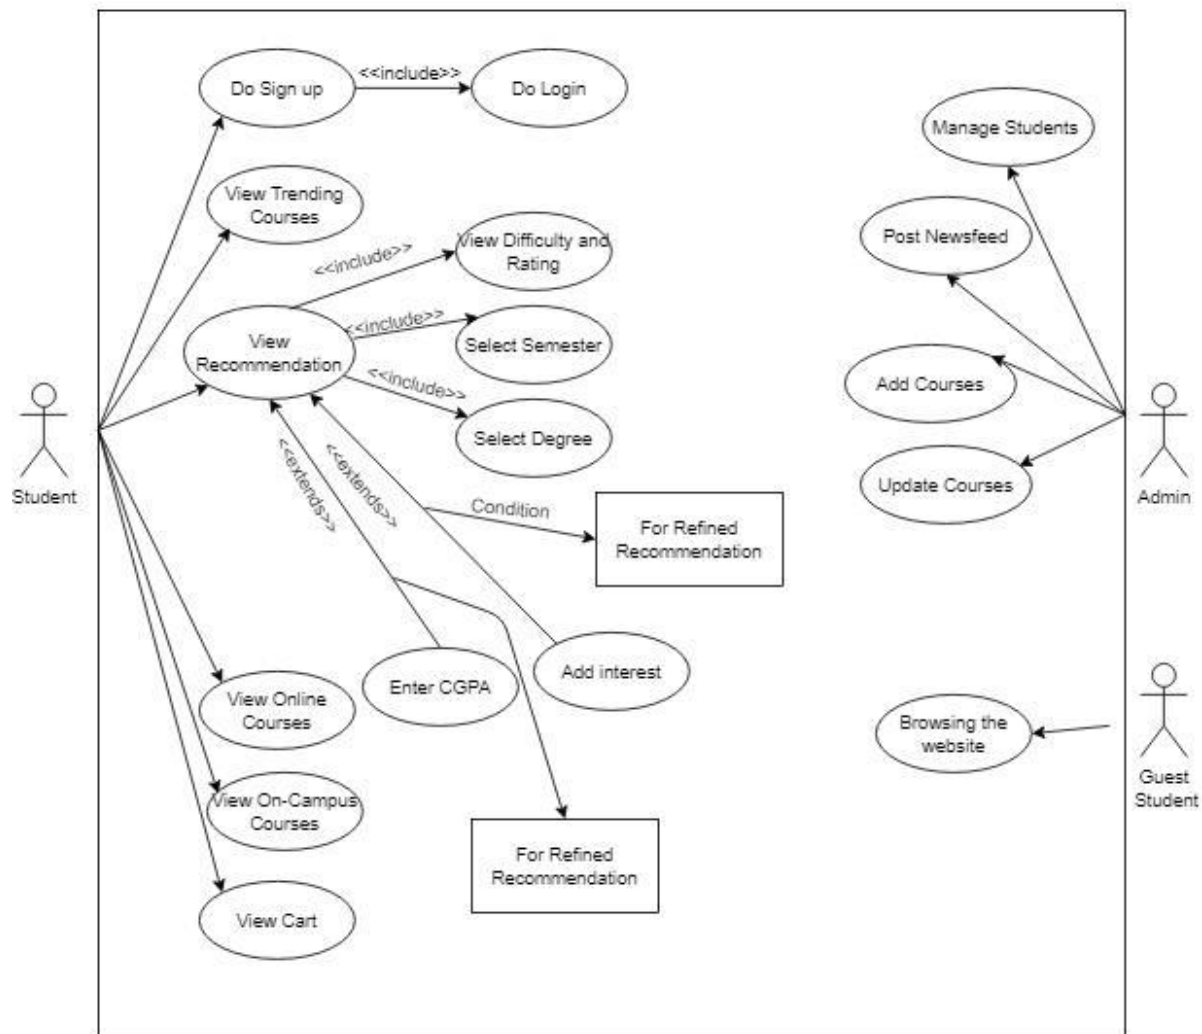 Do Sign up
<<include>>
Do Login
Manage Students
View Trending
Courses
Post Newsfeed
<<include>>
View Difficulty and
Rating
<<include>>
View
Recommendation
Select Semester
<<include>>
Add Courses
Select Degree
Student
<<extends>>
<<extends>>
Update Courses
Admin
Condition
For Refined
Recommendation
Add interest
Enter CGPA
View Online
Courses
Browsing the
website
Guest
Student
View On-Campus
Courses
For Refined
Recommendation
View Cart